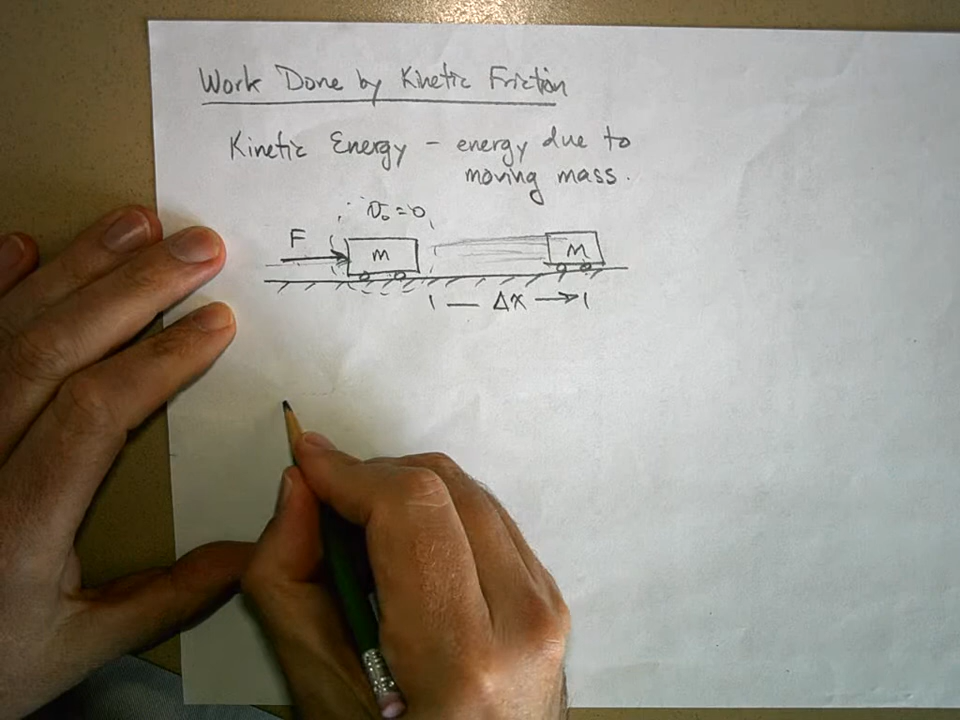 Work Done by Kinetic Friction
Kinetic Energy - energy due to
moving mass.
v₀ = 0
F
m
m
Δx